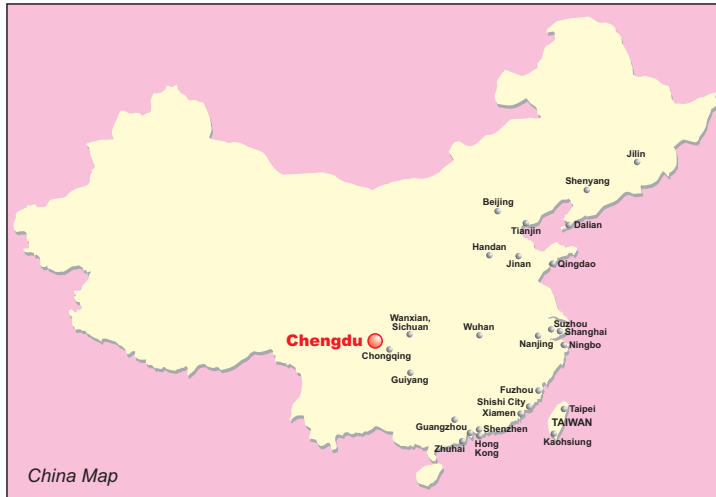 Jilin
Shenyang
Beijing
Tianjin
Dalian
Handan
Jinan
Qingdao
Wanxian,
Sichuan
Wuhan
Suzhou
Shanghai
Nanjing
Ningbo
Chengdu
Chongqing
Guiyang
Fuzhou
Shishi City
Xiamen
Taipei
TAIWAN
Kaohsiung
Guangzhou
Shenzhen
Zhuhai
Hong
Kong
China Map